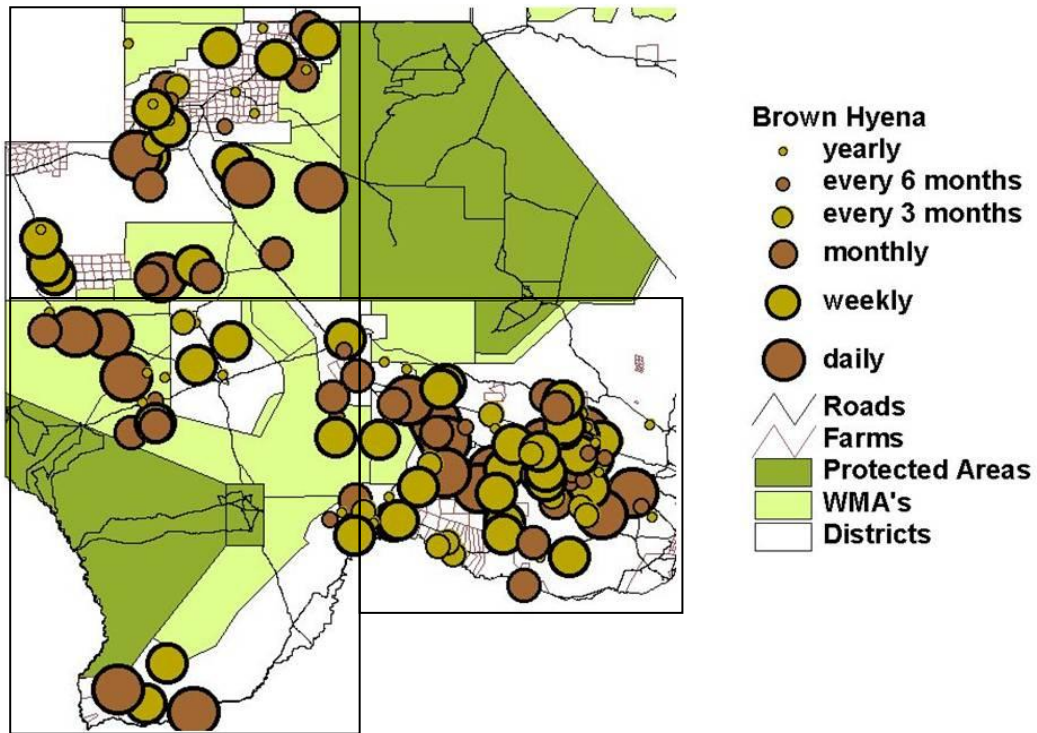 Brown Hyena
yearly
every 6 months
every 3 months
monthly
weekly
daily
Roads
Farms
Protected Areas
WMA's
Districts